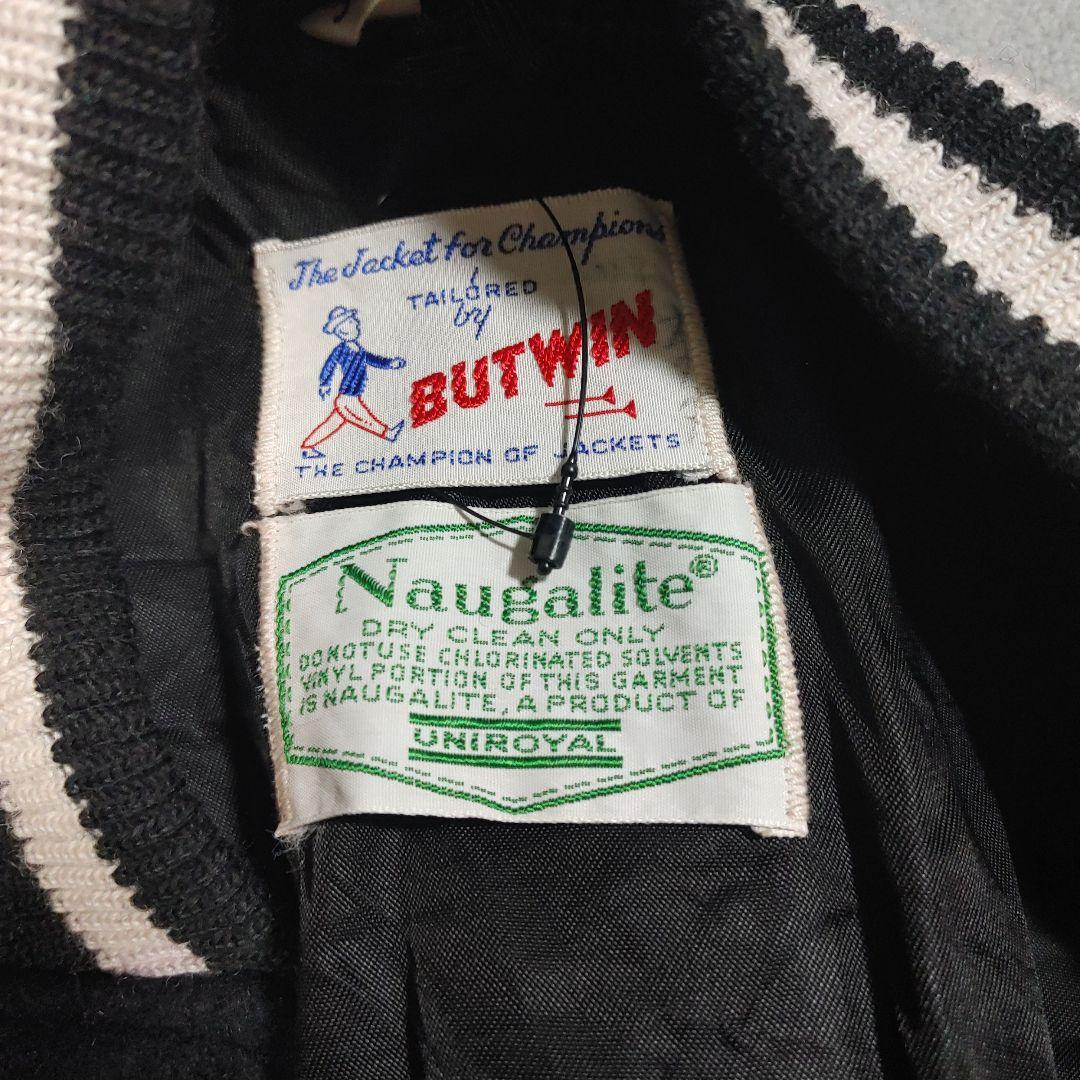 The Jacket for Champions
TAILORED
by
BUTWIN
THE CHAMPION OF JACKETS
Naugalite®
DRY CLEAN ONLY
DO NOT USE CHLORINATED SOLVENTS
VINYL PORTION OF THIS GARMENT
IS NAUGALITE, A PRODUCT OF
UNIROYAL